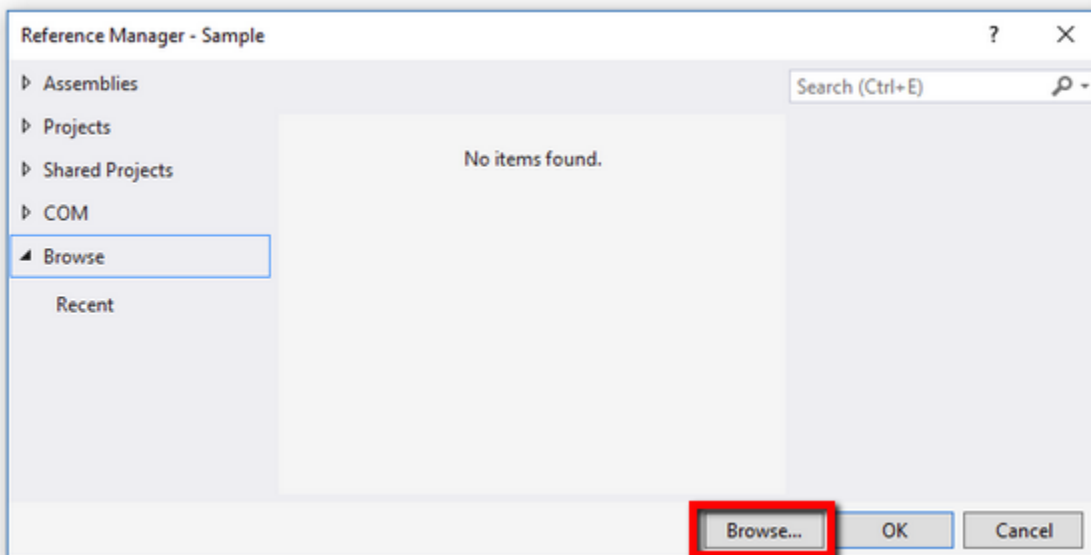 Reference Manager - Sample
?
Assemblies
Search (Ctrl+E)
Projects
No items found.
Shared Projects
COM
Browse
Recent
Browse...
OK
Cancel